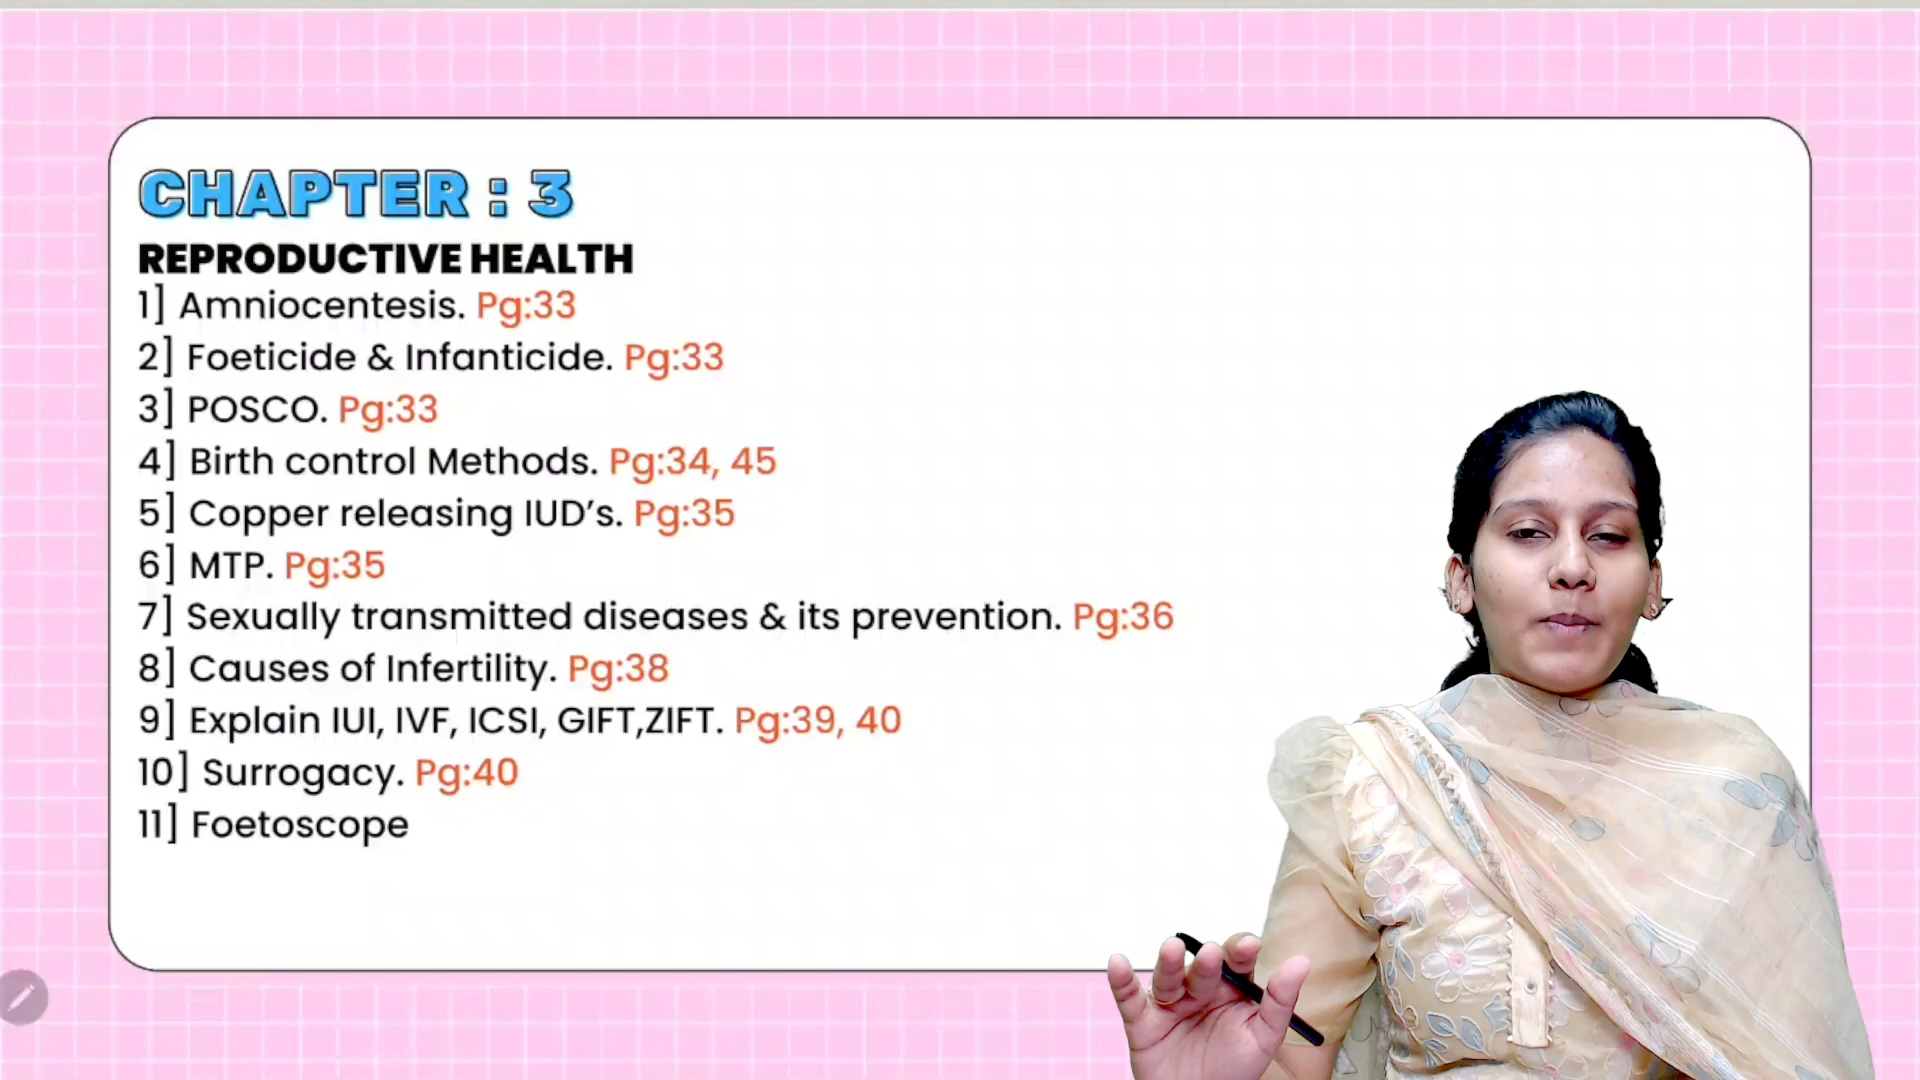 CHAPTER : 3
REPRODUCTIVE HEALTH
1] Amniocentesis. Pg:33
2] Foeticide & Infanticide. Pg:33
3] POSCO. Pg:33
4] Birth control Methods. Pg:34, 45
5] Copper releasing IUD’s. Pg:35
6] MTP. Pg:35
7] Sexually transmitted diseases & its prevention. Pg:36
8] Causes of Infertility. Pg:38
9] Explain IUI, IVF, ICSI, GIFT,ZIFT. Pg:39, 40
10] Surrogacy. Pg:40
11] Foetoscope